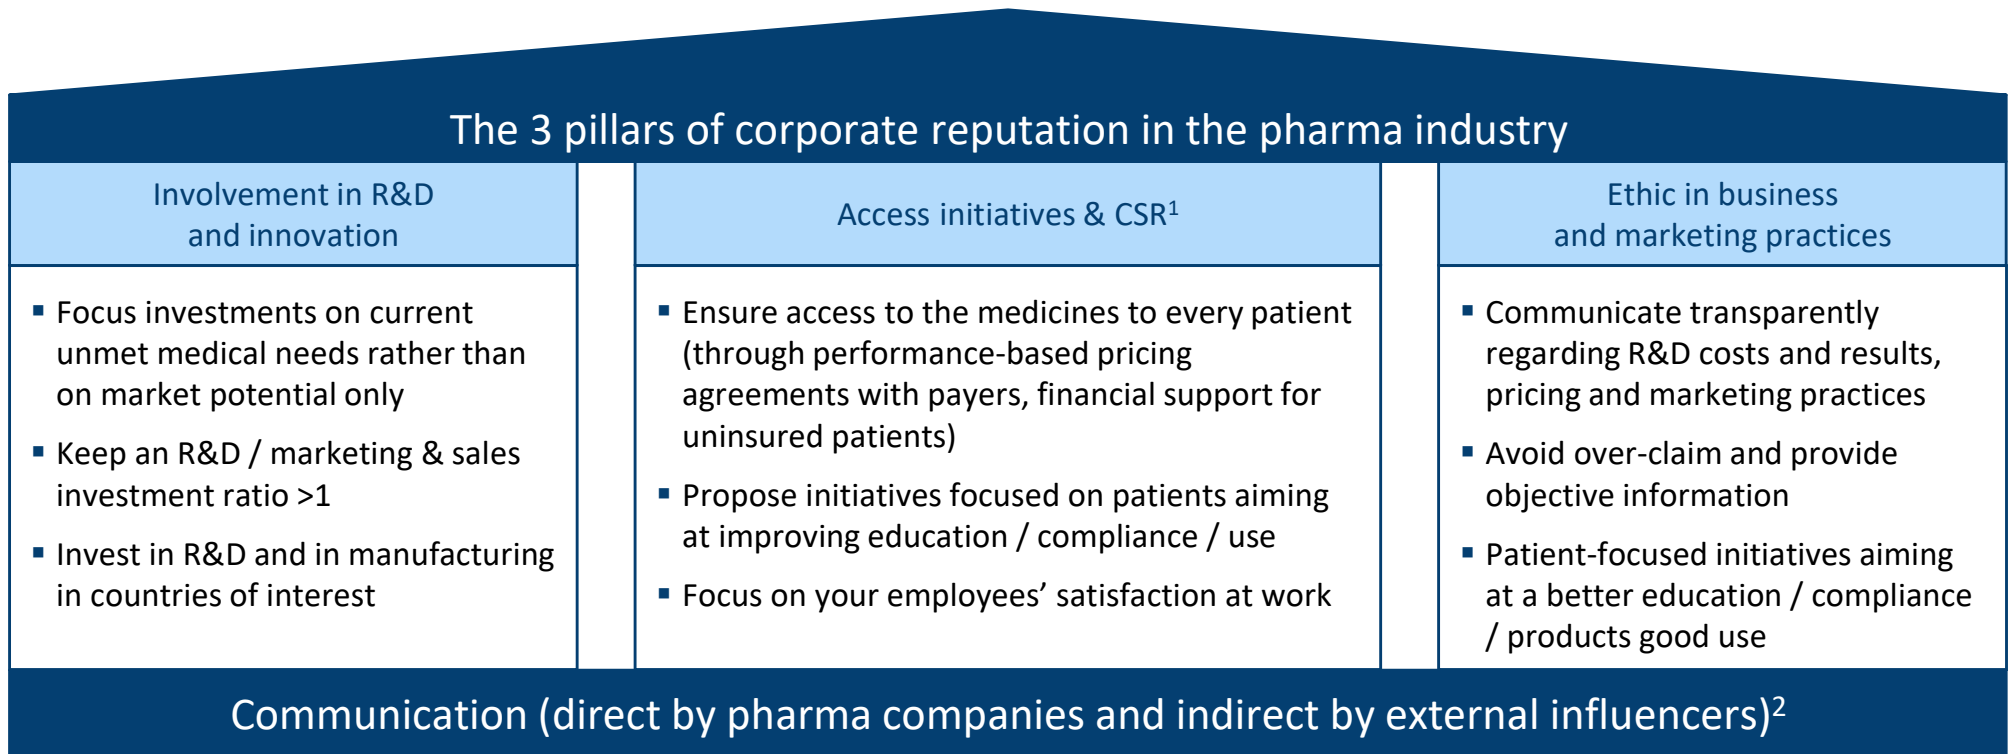 The 3 pillars of corporate reputation in the pharma industry
Involvement in R&D
and innovation
▪ Focus investments on current
unmet medical needs rather than
on market potential only
▪ Keep an R&D / marketing & sales
investment ratio >1
▪ Invest in R&D and in manufacturing
in countries of interest
Access initiatives & CSR¹
▪ Ensure access to the medicines to every patient
(through performance-based pricing
agreements with payers, financial support for
uninsured patients)
▪ Propose initiatives focused on patients aiming
at improving education / compliance / use
▪ Focus on your employees’ satisfaction at work
Ethic in business
and marketing practices
▪ Communicate transparently
regarding R&D costs and results,
pricing and marketing practices
▪ Avoid over-claim and provide
objective information
▪ Patient-focused initiatives aiming
at a better education / compliance
/ products good use
Communication (direct by pharma companies and indirect by external influencers)²